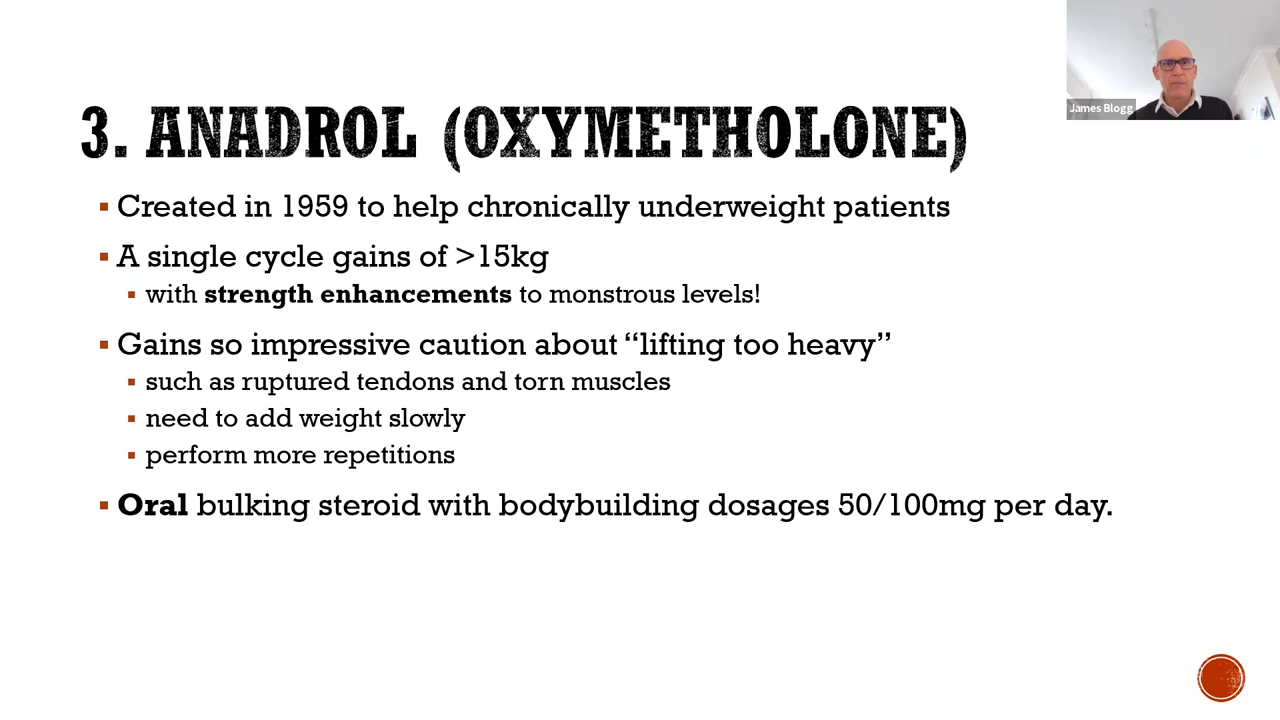 3. ANADROL (OXYMETHOLONE)
James Blogg
Created in 1959 to help chronically underweight patients
A single cycle gains of >15kg
with strength enhancements to monstrous levels!
Gains so impressive caution about “lifting too heavy”
such as ruptured tendons and torn muscles
need to add weight slowly
perform more repetitions
Oral bulking steroid with bodybuilding dosages 50/100mg per day.